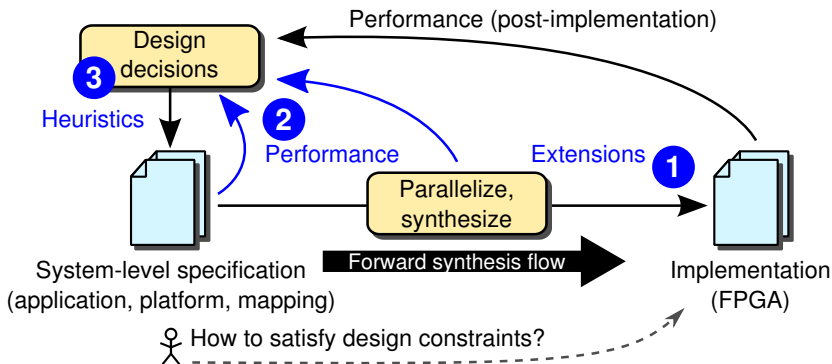 Performance (post-implementation)
Design
decisions
3
Heuristics
2
Performance
Extensions
1
Parallelize,
synthesize
System-level specification
(application, platform, mapping)
Forward synthesis flow
Implementation
(FPGA)
How to satisfy design constraints?